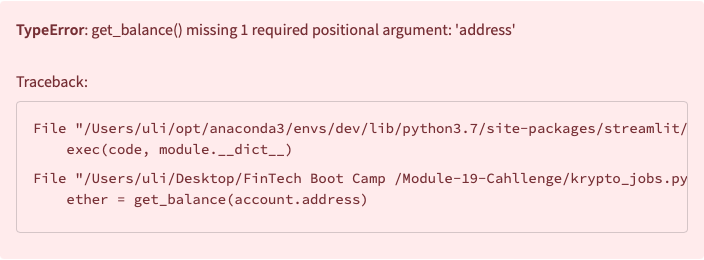 TypeError: get_balance() missing 1 required positional argument: 'address'
Traceback:
File "/Users/uli/opt/anaconda3/envs/dev/lib/python3.7/site-packages/streamlit/
exec(code, module.__dict__)
File "/Users/uli/Desktop/FinTech Boot Camp /Module-19-Cahllenge/krypto_jobs.py
ether = get_balance(account.address)